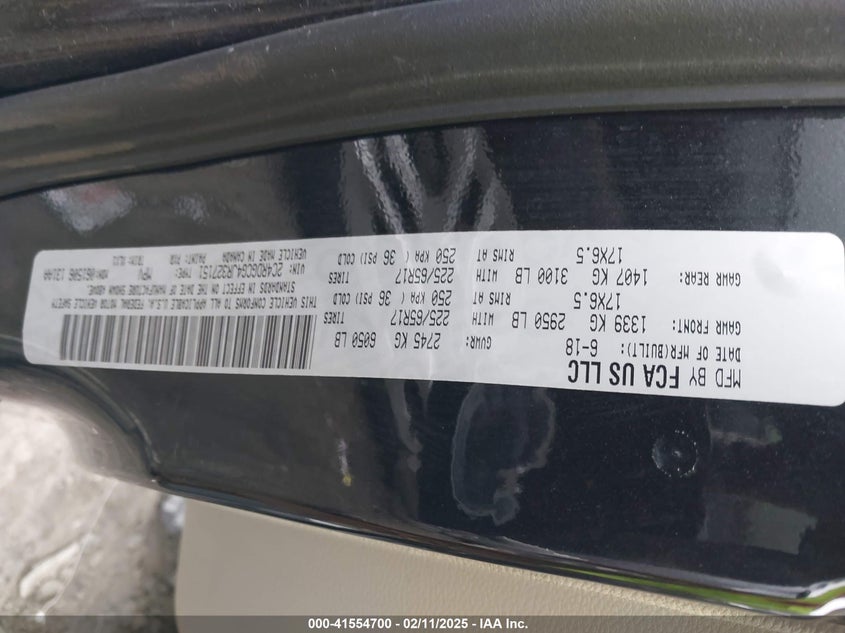 MFD BY FCA US LLC
DATE OF MFR(BUILT): 6-18
GVWR: 2745 KG 6050 LB
GAWR FRONT: 1339 KG 2950 LB WITH 225/65R17 TIRES
17X6.5 RIMS AT 250 KPA ( 36 PSI) COLD
GAWR REAR: 1407 KG 3100 LB WITH 225/65R17 TIRES
17X6.5 RIMS AT 250 KPA ( 36 PSI) COLD
THIS VEHICLE CONFORMS TO ALL APPLICABLE U.S.A. FEDERAL MOTOR VEHICLE SAFETY
STANDARDS IN EFFECT ON THE DATE OF MANUFACTURE SHOWN ABOVE.
VIN: 2C4RDGCG4JR327151 TYPE: MPV MDH:
VEHICLE MADE IN CANADA PAINT: PXR TRIM:
000-41554700 - 02/11/2025 - IAA Inc.